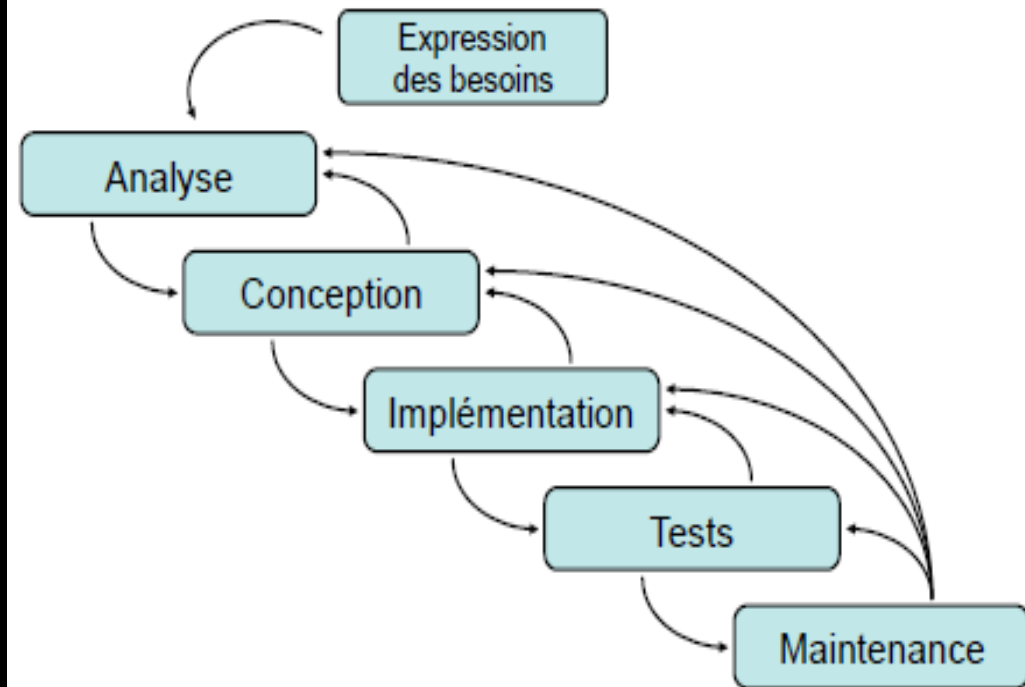 Expression
des besoins
Analyse
Conception
Implémentation
Tests
Maintenance